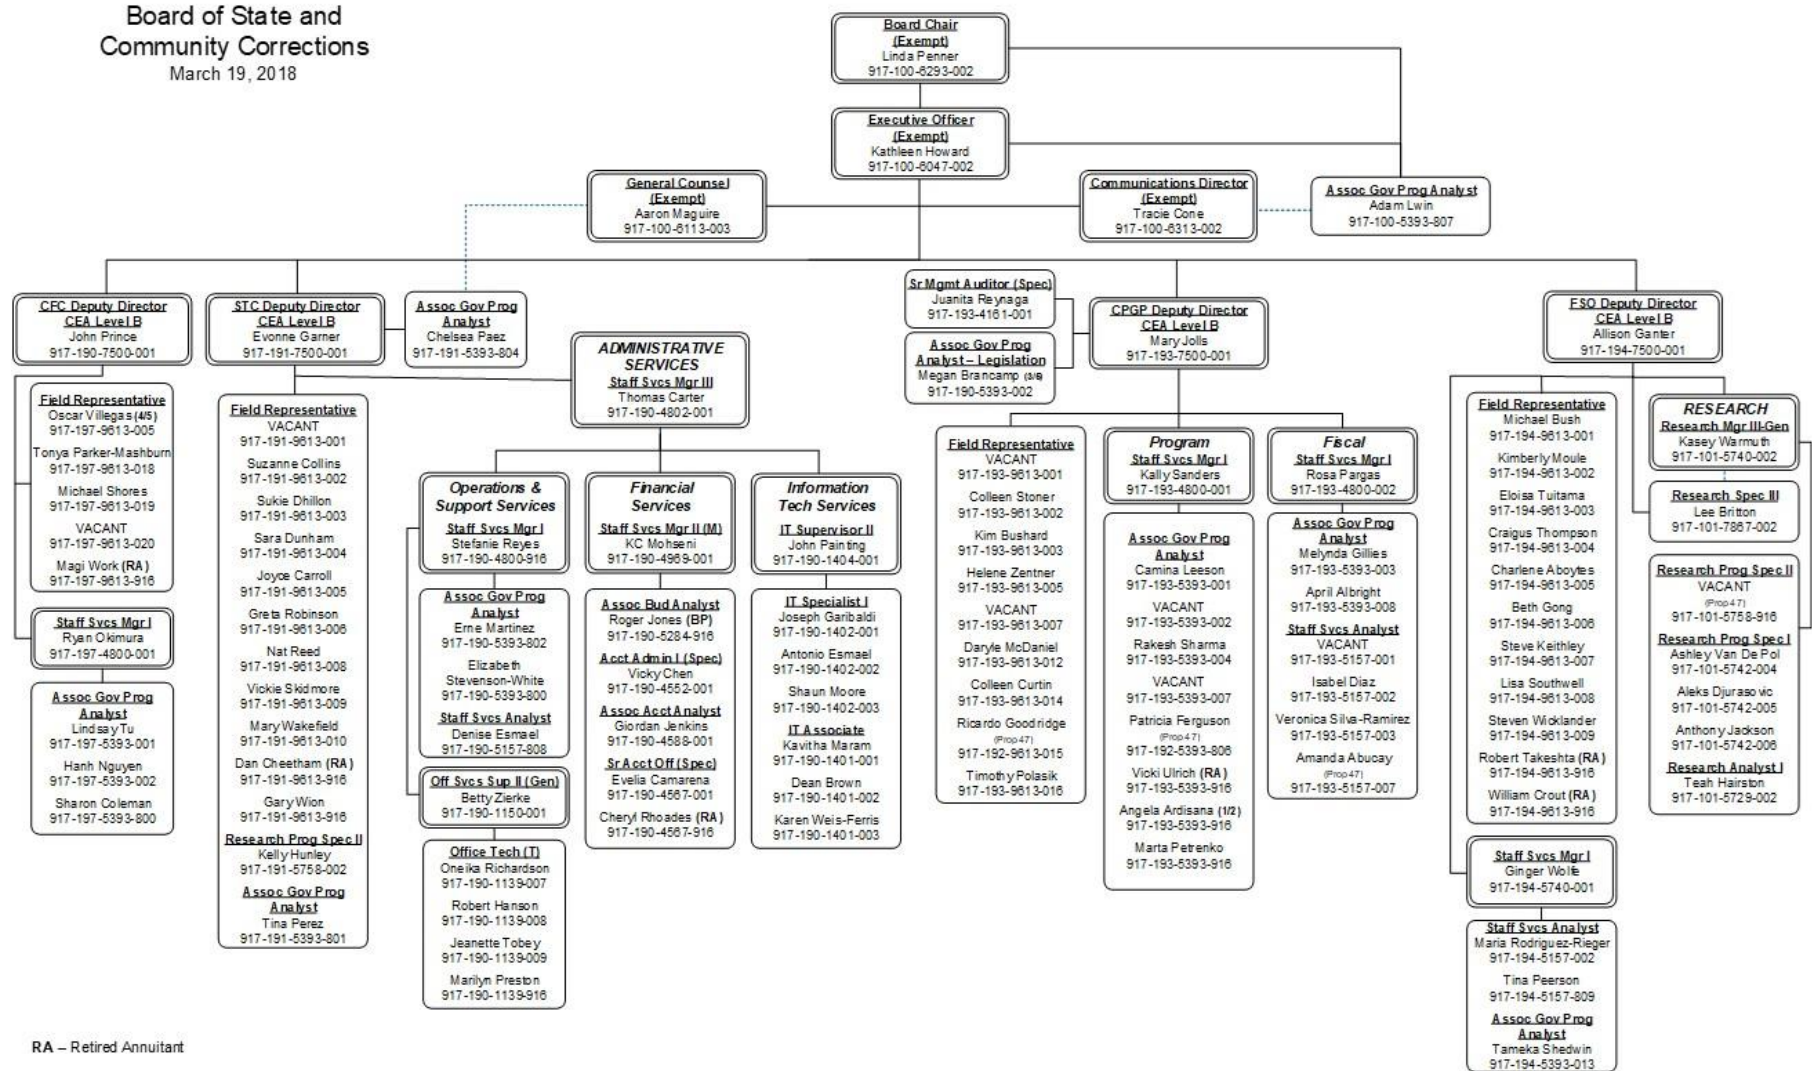 Board of State and
Community Corrections
March 19, 2018
Board Chair
(Exempt)
Linda Penner
917-100-6293-002
Executive Officer
(Exempt)
Kathleen Howard
917-100-6047-002
General Counsel
(Exempt)
Aaron Maguire
917-100-6113-003
Communications Director
(Exempt)
Tracie Cone
917-100-6313-002
Assoc Gov Prog Analyst
Adam Lwin
917-100-5393-807
CFC Deputy Director
CEA Level B
John Prince
917-190-7500-001
STC Deputy Director
CEA Level B
Evonne Garner
917-191-7500-001
Assoc Gov Prog
Analyst
Chelsea Paez
917-191-5393-804
Sr Mgmt Auditor (Spec)
Juanita Reynaga
917-193-4161-001
Assoc Gov Prog
Analyst – Legislation
Megan Brancamp (3/6)
917-190-5393-002
CPGP Deputy Director
CEA Level B
Mary Jolls
917-193-7500-001
FSO Deputy Director
CEA Level B
Allison Ganter
917-194-7500-001
Field Representative
Oscar Villegas (4/5)
917-197-9613-005
Tonya Parker-Mashburn
917-197-9613-018
Michael Shores
917-197-9613-019
VACANT
917-197-9613-020
Magi Work (RA)
917-197-9613-916
Staff Svcs Mgr I
Ryan Okimura
917-197-4800-001
Assoc Gov Prog
Analyst
Lindsay Tu
917-197-5393-001
Hanh Nguyen
917-197-5393-002
Sharon Coleman
917-197-5393-800
Field Representative
VACANT
917-191-9613-001
Suzanne Collins
917-191-9613-002
Sukie Dhillon
917-191-9613-003
Sara Dunham
917-191-9613-004
Joyce Carroll
917-191-9613-005
Greta Robinson
917-191-9613-006
Nat Reed
917-191-9613-008
Vickie Skidmore
917-191-9613-009
Mary Wakefield
917-191-9613-010
Dan Cheetham (RA)
917-191-9613-916
Gary Wion
917-191-9613-916
Research Prog Spec II
Kelly Hunley
917-191-5758-002
Assoc Gov Prog
Analyst
Tina Perez
917-191-5393-801
ADMINISTRATIVE
SERVICES
Staff Svcs Mgr III
Thomas Carter
917-190-4802-001
Operations &
Support Services
Staff Svcs Mgr I
Stefanie Reyes
917-190-4800-916
Assoc Gov Prog
Analyst
Erne Martinez
917-190-5393-802
Elizabeth
Stevenson-White
917-190-5393-800
Staff Svcs Analyst
Denise Esmael
917-190-5157-808
Off Svcs Sup II (Gen)
Betty Zierke
917-190-1150-001
Office Tech (T)
Oneika Richardson
917-190-1139-007
Robert Hanson
917-190-1139-008
Jeanette Tobey
917-190-1139-009
Marilyn Preston
917-190-1139-916
Financial
Services
Staff Svcs Mgr II (M)
KC Mohseni
917-190-4969-001
Assoc Bud Analyst
Roger Jones (BP)
917-190-5284-916
Acct Admin I (Spec)
Vicky Chen
917-190-4552-001
Assoc Acct Analyst
Giordan Jenkins
917-190-4588-001
Sr Acct Off (Spec)
Evelia Camarena
917-190-4567-001
Cheryl Rhoades (RA)
917-190-4567-916
Information
Tech Services
IT Supervisor II
John Painting
917-190-1404-001
IT Specialist I
Joseph Garibaldi
917-190-1402-001
Antonio Esmael
917-190-1402-002
Shaun Moore
917-190-1402-003
IT Associate
Kavitha Maram
917-190-1401-001
Dean Brown
917-190-1401-002
Karen Weis-Ferris
917-190-1401-003
Field Representative
VACANT
917-193-9613-001
Colleen Stoner
917-193-9613-002
Kim Bushard
917-193-9613-003
Helene Zentner
917-193-9613-005
VACANT
917-193-9613-007
Daryle McDaniel
917-193-9613-012
Colleen Curtin
917-193-9613-014
Ricardo Goodridge
(Prop 47)
917-192-9613-015
Timothy Polasik
917-193-9613-016
Program
Staff Svcs Mgr I
Kally Sanders
917-193-4800-001
Assoc Gov Prog
Analyst
Camina Leeson
917-193-5393-001
VACANT
917-193-5393-002
Rakesh Sharma
917-193-5393-004
VACANT
917-193-5393-007
Patricia Ferguson
(Prop 47)
917-192-5393-806
Vicki Ulrich (RA)
917-193-5393-916
Angela Ardisana (1/2)
917-193-5393-916
Marta Petrenko
917-193-5393-916
Fiscal
Staff Svcs Mgr I
Rosa Pargas
917-193-4800-002
Assoc Gov Prog
Analyst
Melynda Gillies
917-193-5393-003
April Albright
917-193-5393-008
Staff Svcs Analyst
VACANT
917-193-5157-001
Isabel Diaz
917-193-5157-002
Veronica Silva-Ramirez
917-193-5157-003
Amanda Abucay
(Prop 47)
917-193-5157-007
Field Representative
Michael Bush
917-194-9613-001
Kimberly Moule
917-194-9613-002
Eloisa Tuitama
917-194-9613-003
Craigus Thompson
917-194-9613-004
Charlene Aboytes
917-194-9613-005
Beth Gong
917-194-9613-006
Steve Keithley
917-194-9613-007
Lisa Southwell
917-194-9613-008
Steven Wicklander
917-194-9613-009
Robert Takeshta (RA)
917-194-9613-916
William Crout (RA)
917-194-9613-916
Staff Svcs Mgr I
Ginger Wolfe
917-194-5740-001
Staff Svcs Analyst
Maria Rodriguez-Rieger
917-194-5157-002
Tina Peerson
917-194-5157-809
Assoc Gov Prog
Analyst
Tameka Shedwin
917-194-5393-013
RESEARCH
Research Mgr III-Gen
Kasey Warmuth
917-101-5740-002
Research Spec III
Lee Britton
917-101-7867-002
Research Prog Spec II
VACANT
(Prop 47)
917-101-5758-916
Research Prog Spec I
Ashley Van De Pol
917-101-5742-004
Aleks Djurasovic
917-101-5742-005
Anthony Jackson
917-101-5742-006
Research Analyst I
Teah Hairston
917-101-5729-002
RA – Retired Annuitant